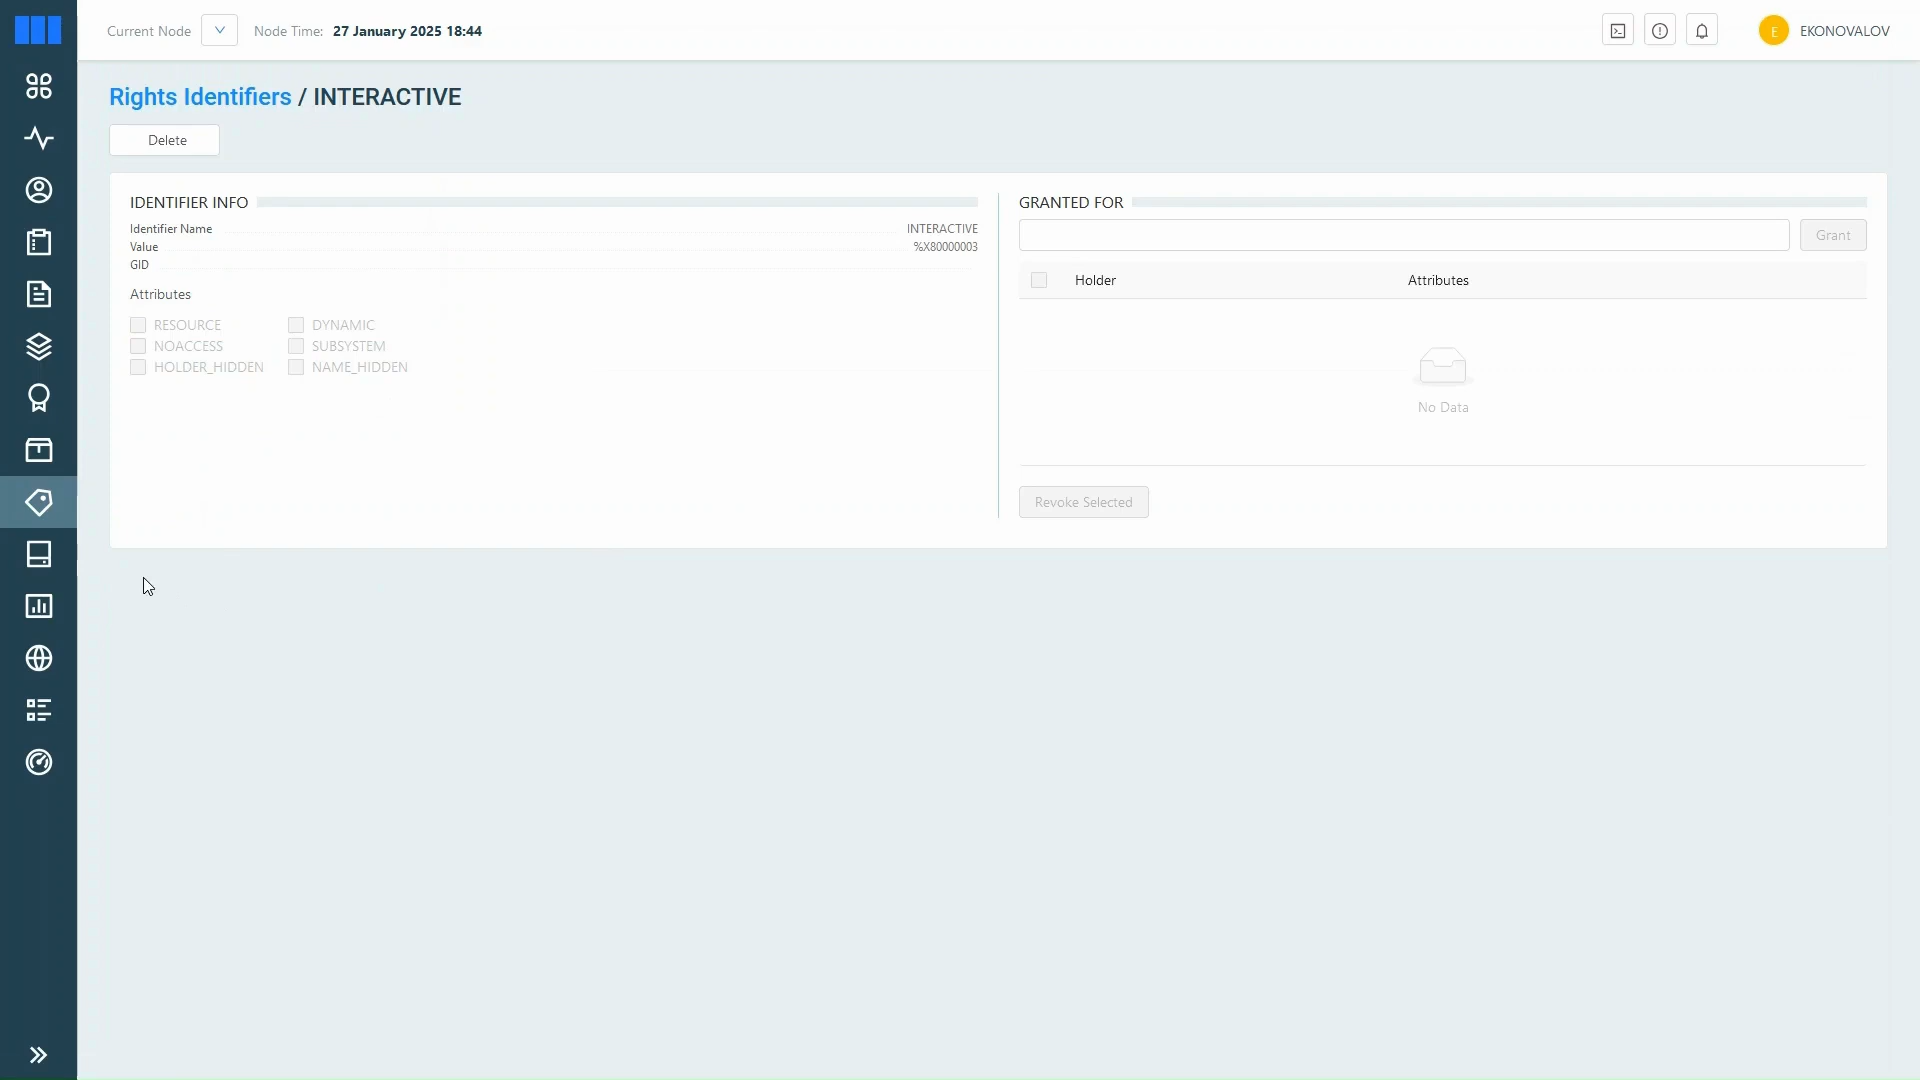 Current Node
Node Time: 27 January 2025 18:44
E
EKONOVALOV
Rights Identifiers / INTERACTIVE
Delete
IDENTIFIER INFO
Identifier Name INTERACTIVE
Value %X80000003
GID
Attributes
RESOURCE DYNAMIC
NOACCESS SUBSYSTEM
HOLDER_HIDDEN NAME_HIDDEN
GRANTED FOR
Grant
Holder Attributes
No Data
Revoke Selected